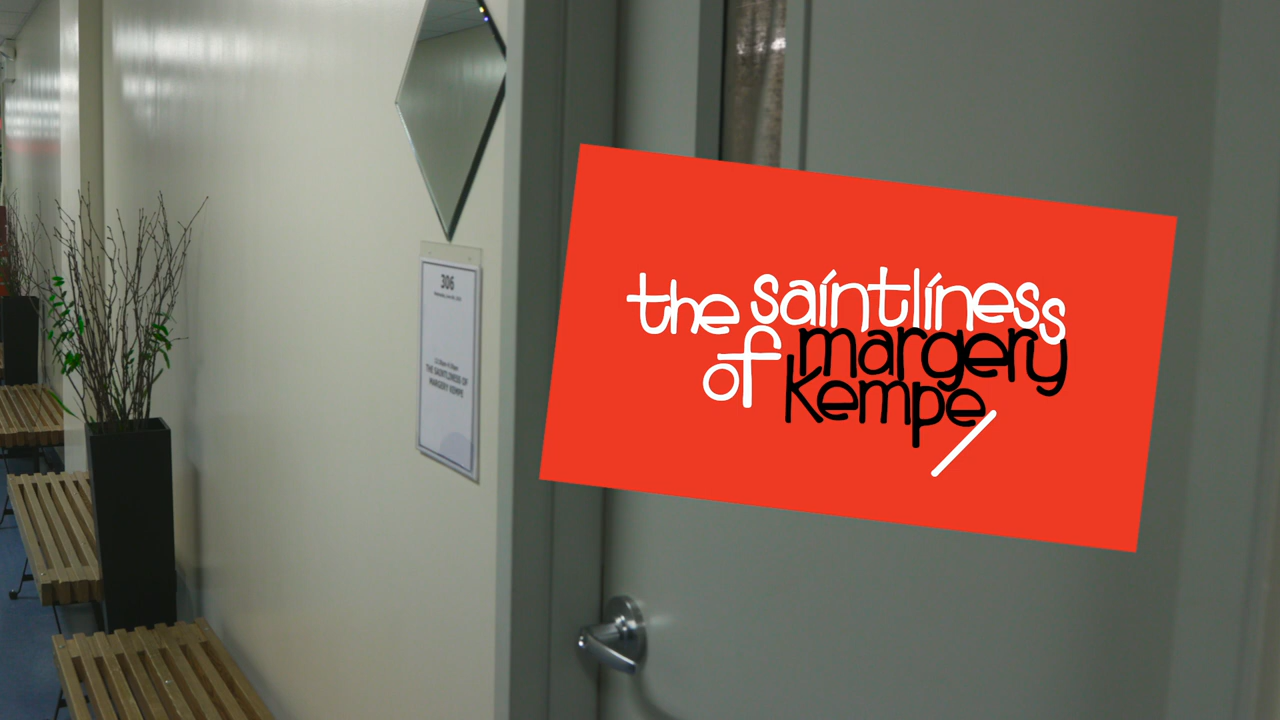 306
THE SAINTLINESS OF
MARGERY KEMPE
the saintliness
of margery
kempe